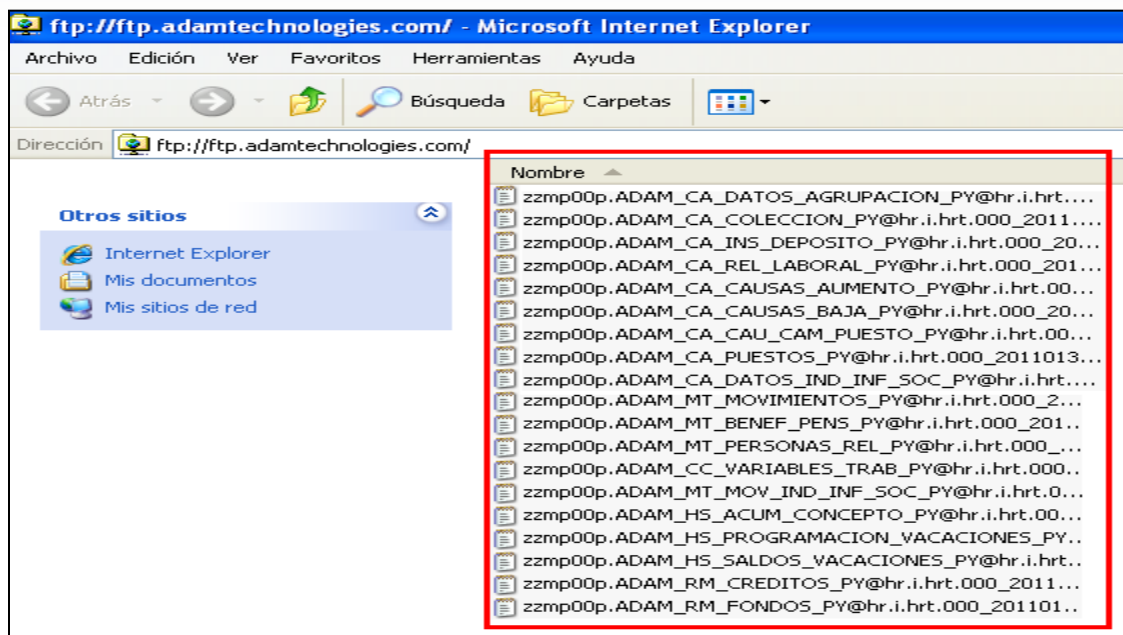 ftp://ftp.adamtechnologies.com/ - Microsoft Internet Explorer
Archivo Edición Ver Favoritos Herramientas Ayuda
Atrás Búsqueda Carpetas
Dirección ftp://ftp.adamtechnologies.com/
Nombre
Otros sitios
Internet Explorer
Mis documentos
Mis sitios de red
zzmp00p.ADAM_CA_DATOS_AGRUPACION_PY@hr.i.hrt....
zzmp00p.ADAM_CA_COLECCION_PY@hr.i.hrt.000_2011....
zzmp00p.ADAM_CA_INS_DEPOSITO_PY@hr.i.hrt.000_20...
zzmp00p.ADAM_CA_REL_LABORAL_PY@hr.i.hrt.000_201...
zzmp00p.ADAM_CA_CAUSAS_AUMENTO_PY@hr.i.hrt.00...
zzmp00p.ADAM_CA_CAUSAS_BAJA_PY@hr.i.hrt.000_20...
zzmp00p.ADAM_CA_CAU_CAM_PUESTO_PY@hr.i.hrt.00...
zzmp00p.ADAM_CA_PUESTOS_PY@hr.i.hrt.000_2011013...
zzmp00p.ADAM_CA_DATOS_IND_INF_SOC_PY@hr.i.hrt....
zzmp00p.ADAM_MT_MOVIMIENTOS_PY@hr.i.hrt.000_2...
zzmp00p.ADAM_MT_BENEF_PENS_PY@hr.i.hrt.000_201..
zzmp00p.ADAM_MT_PERSONAS_REL_PY@hr.i.hrt.000_...
zzmp00p.ADAM_CC_VARIABLES_TRAB_PY@hr.i.hrt.000..
zzmp00p.ADAM_MT_MOV_IND_INF_SOC_PY@hr.i.hrt.0...
zzmp00p.ADAM_HS_ACUM_CONCEPTO_PY@hr.i.hrt.00...
zzmp00p.ADAM_HS_PROGRAMACION_VACACIONES_PY..
zzmp00p.ADAM_HS_SALDOS_VACACIONES_PY@hr.i.hrt..
zzmp00p.ADAM_RM_CREDITOS_PY@hr.i.hrt.000_2011...
zzmp00p.ADAM_RM_FONDOS_PY@hr.i.hrt.000_201101..